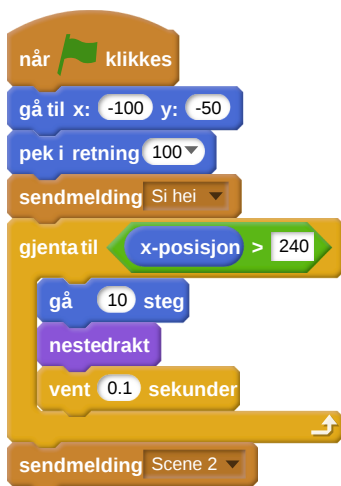 når klikkes
gå til x: -100 y: -50
pek i retning 100
sendmelding Si hei
gjenta til x-posisjon > 240
gå 10 steg
nestedrakt
vent 0.1 sekunder
sendmelding Scene 2